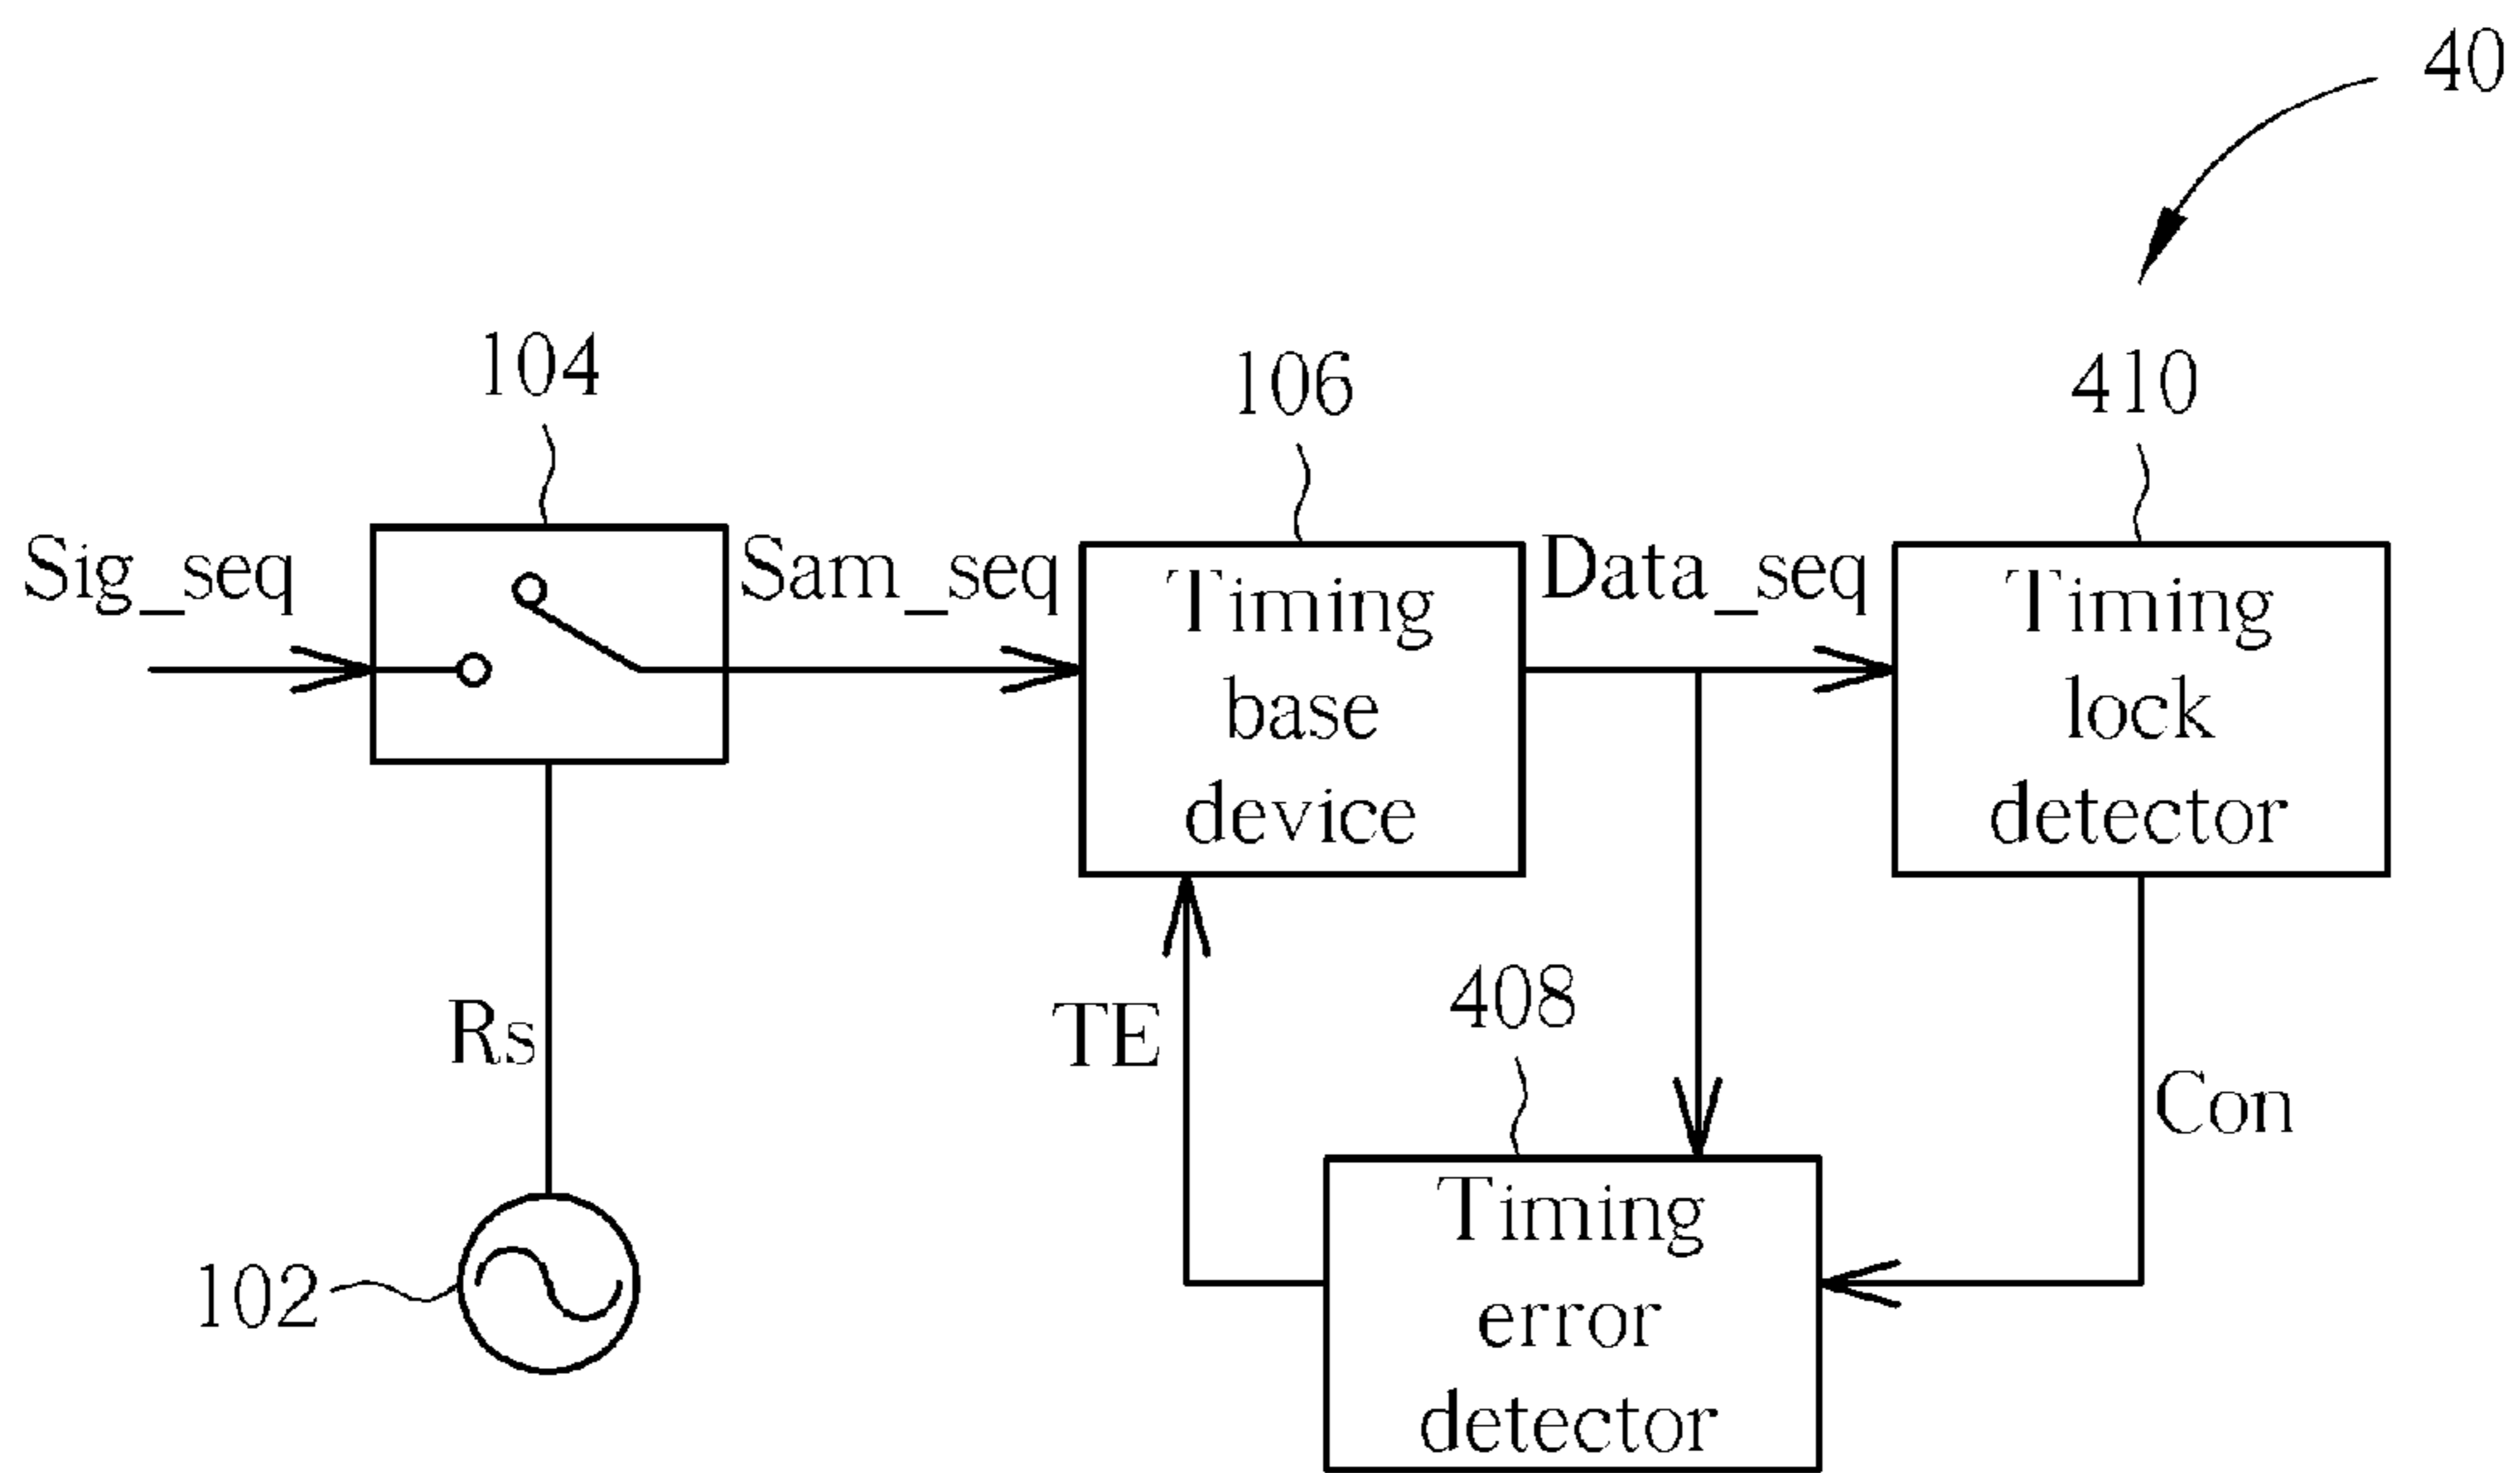 40
104
106
410
Sig_seq
Sam_seq
Data_seq
Timing
base
device
Timing
lock
detector
Rs
TE
408
Con
102
Timing
error
detector